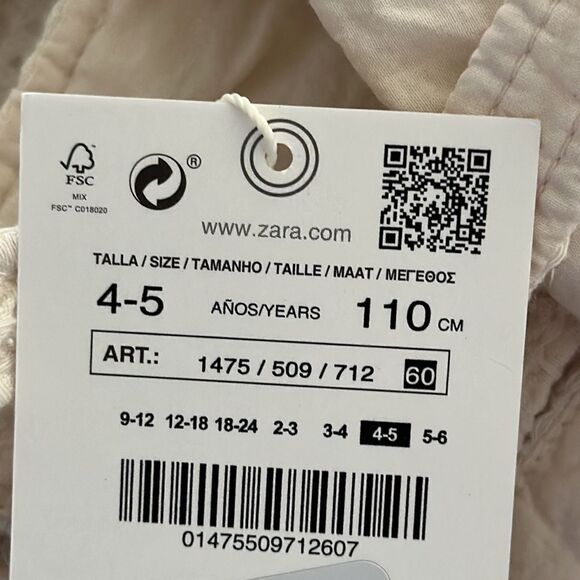 FSC
®
MIX
FSC™ C018020
www.zara.com
TALLA / SIZE / TAMANHO / TAILLE / MAAT / ΜΕΓΕΘΟΣ
4-5 AÑOS/YEARS 110 CM
ART.: 1475 / 509 / 712 60
9-12 12-18 18-24 2-3 3-4 4-5 5-6
01475509712607